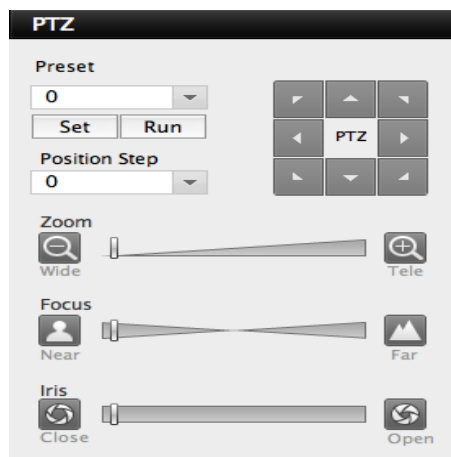 PTZ
Preset
0
Set Run
Position Step
0
PTZ
Zoom
Wide Tele
Focus
Near Far
Iris
Close Open